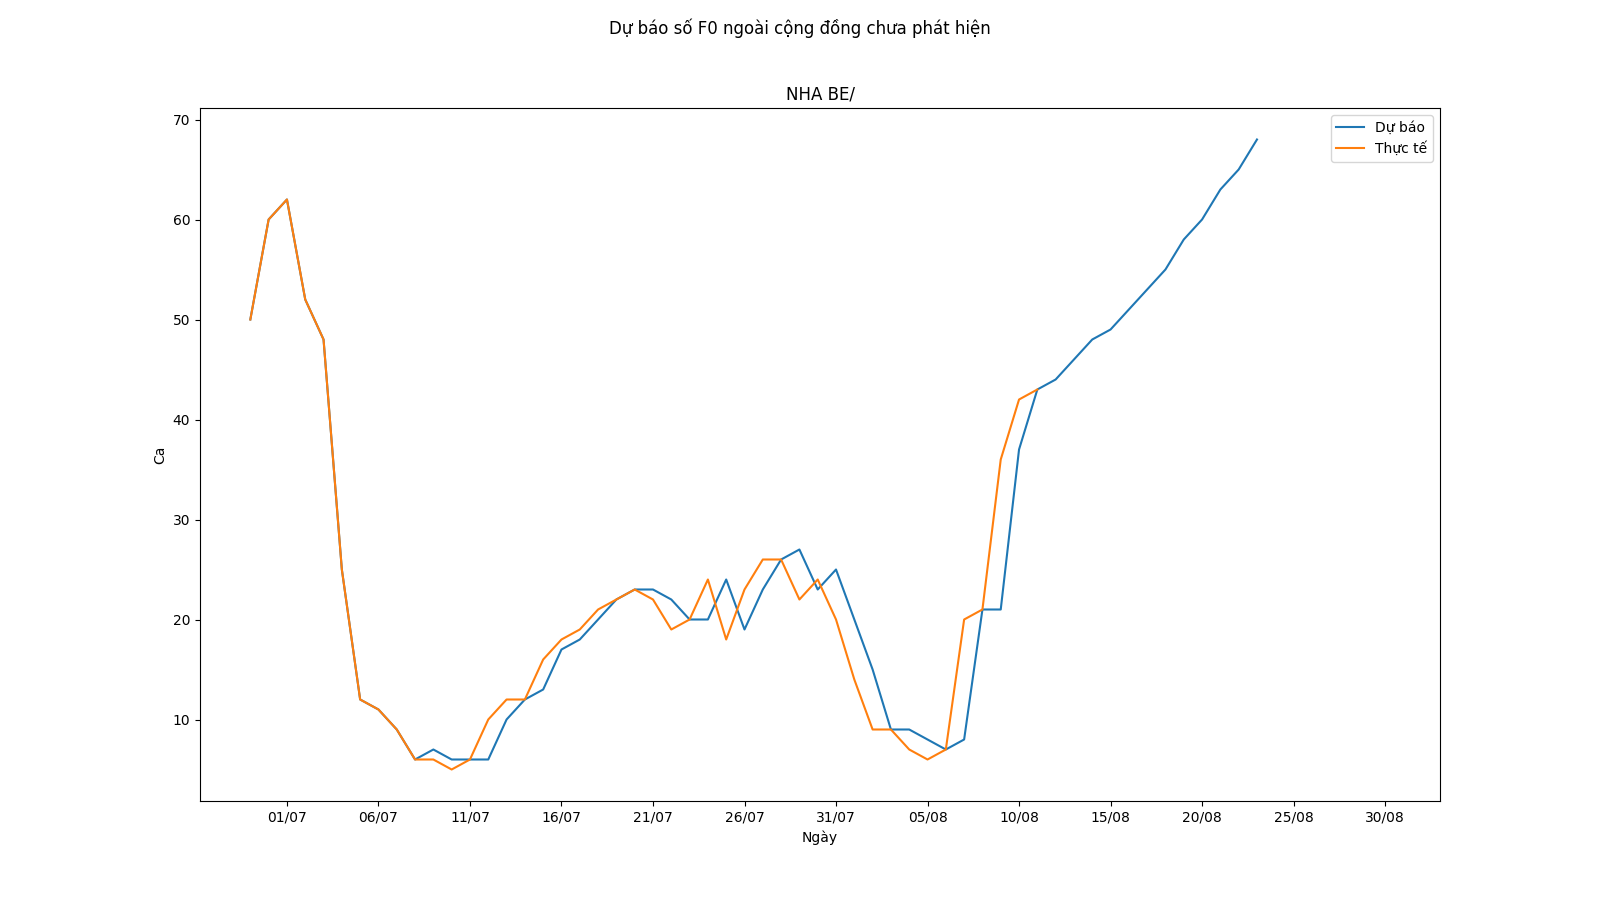 Dự báo số F0 ngoài cộng đồng chưa phát hiện
NHA BE/
Dự báo
Thực tế
70
60
50
40
30
20
10
Ca
01/07 06/07 11/07 16/07 21/07 26/07 31/07 05/08 10/08 15/08 20/08 25/08 30/08
Ngày